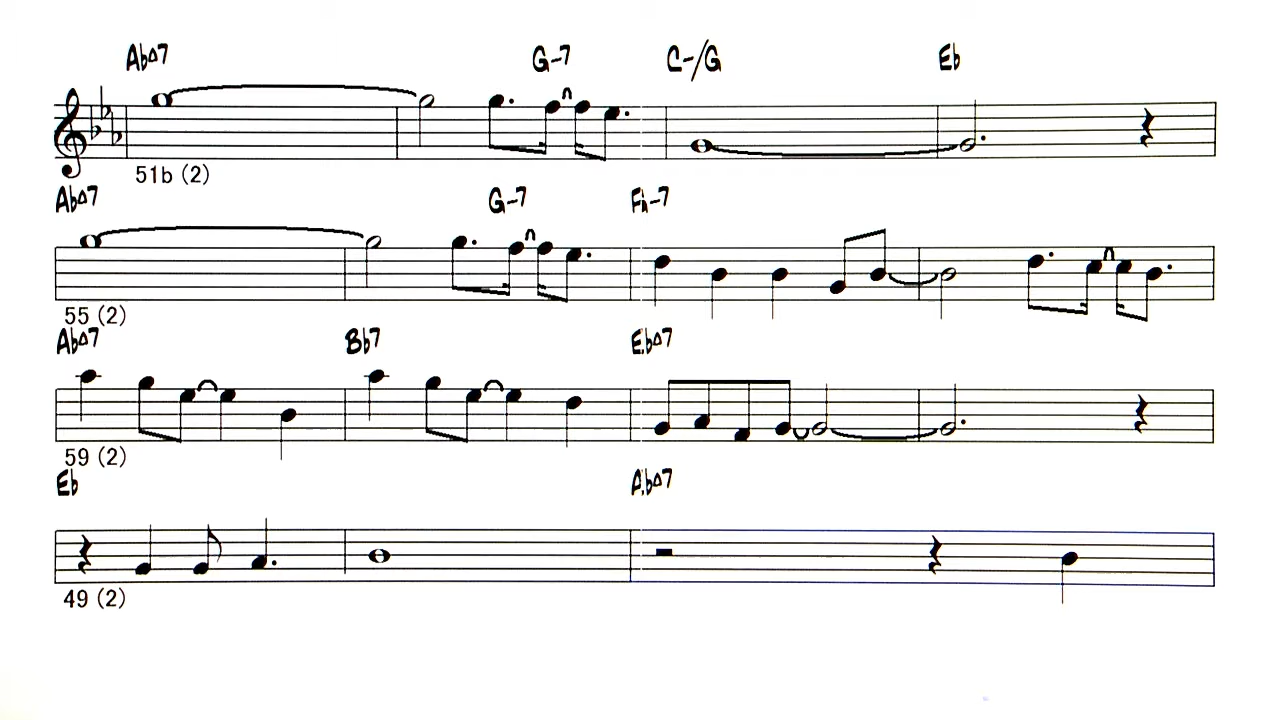 Ab△7 G-7 C-/G Eb
51b (2)
Ab△7 G-7 F-7
55 (2)
Ab△7 Bb7 Eb△7
59 (2)
Eb Ab△7
49 (2)